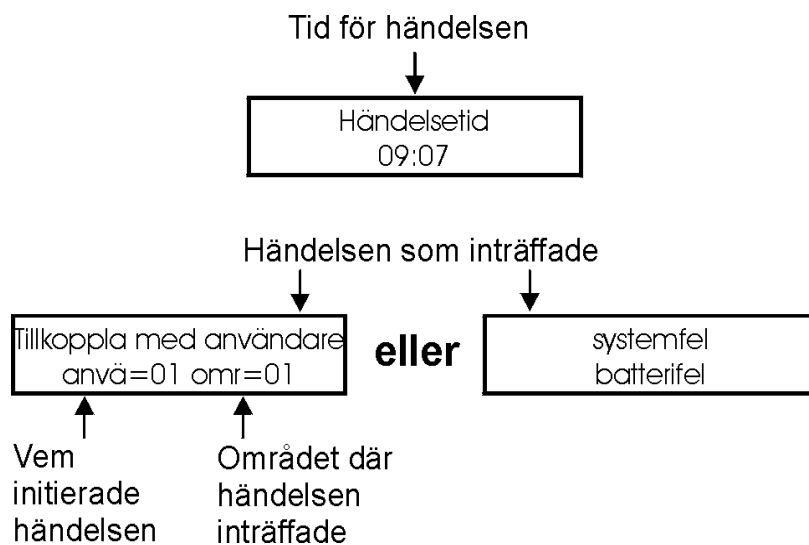 Tid för händelsen
Händelsetid
09:07
Händelsen som inträffade
Tillkoppla med användare
anvä=01 omr=01
eller
systemfel
batterifel
Vem
initierade
händelsen
Området där
händelsen
inträffade